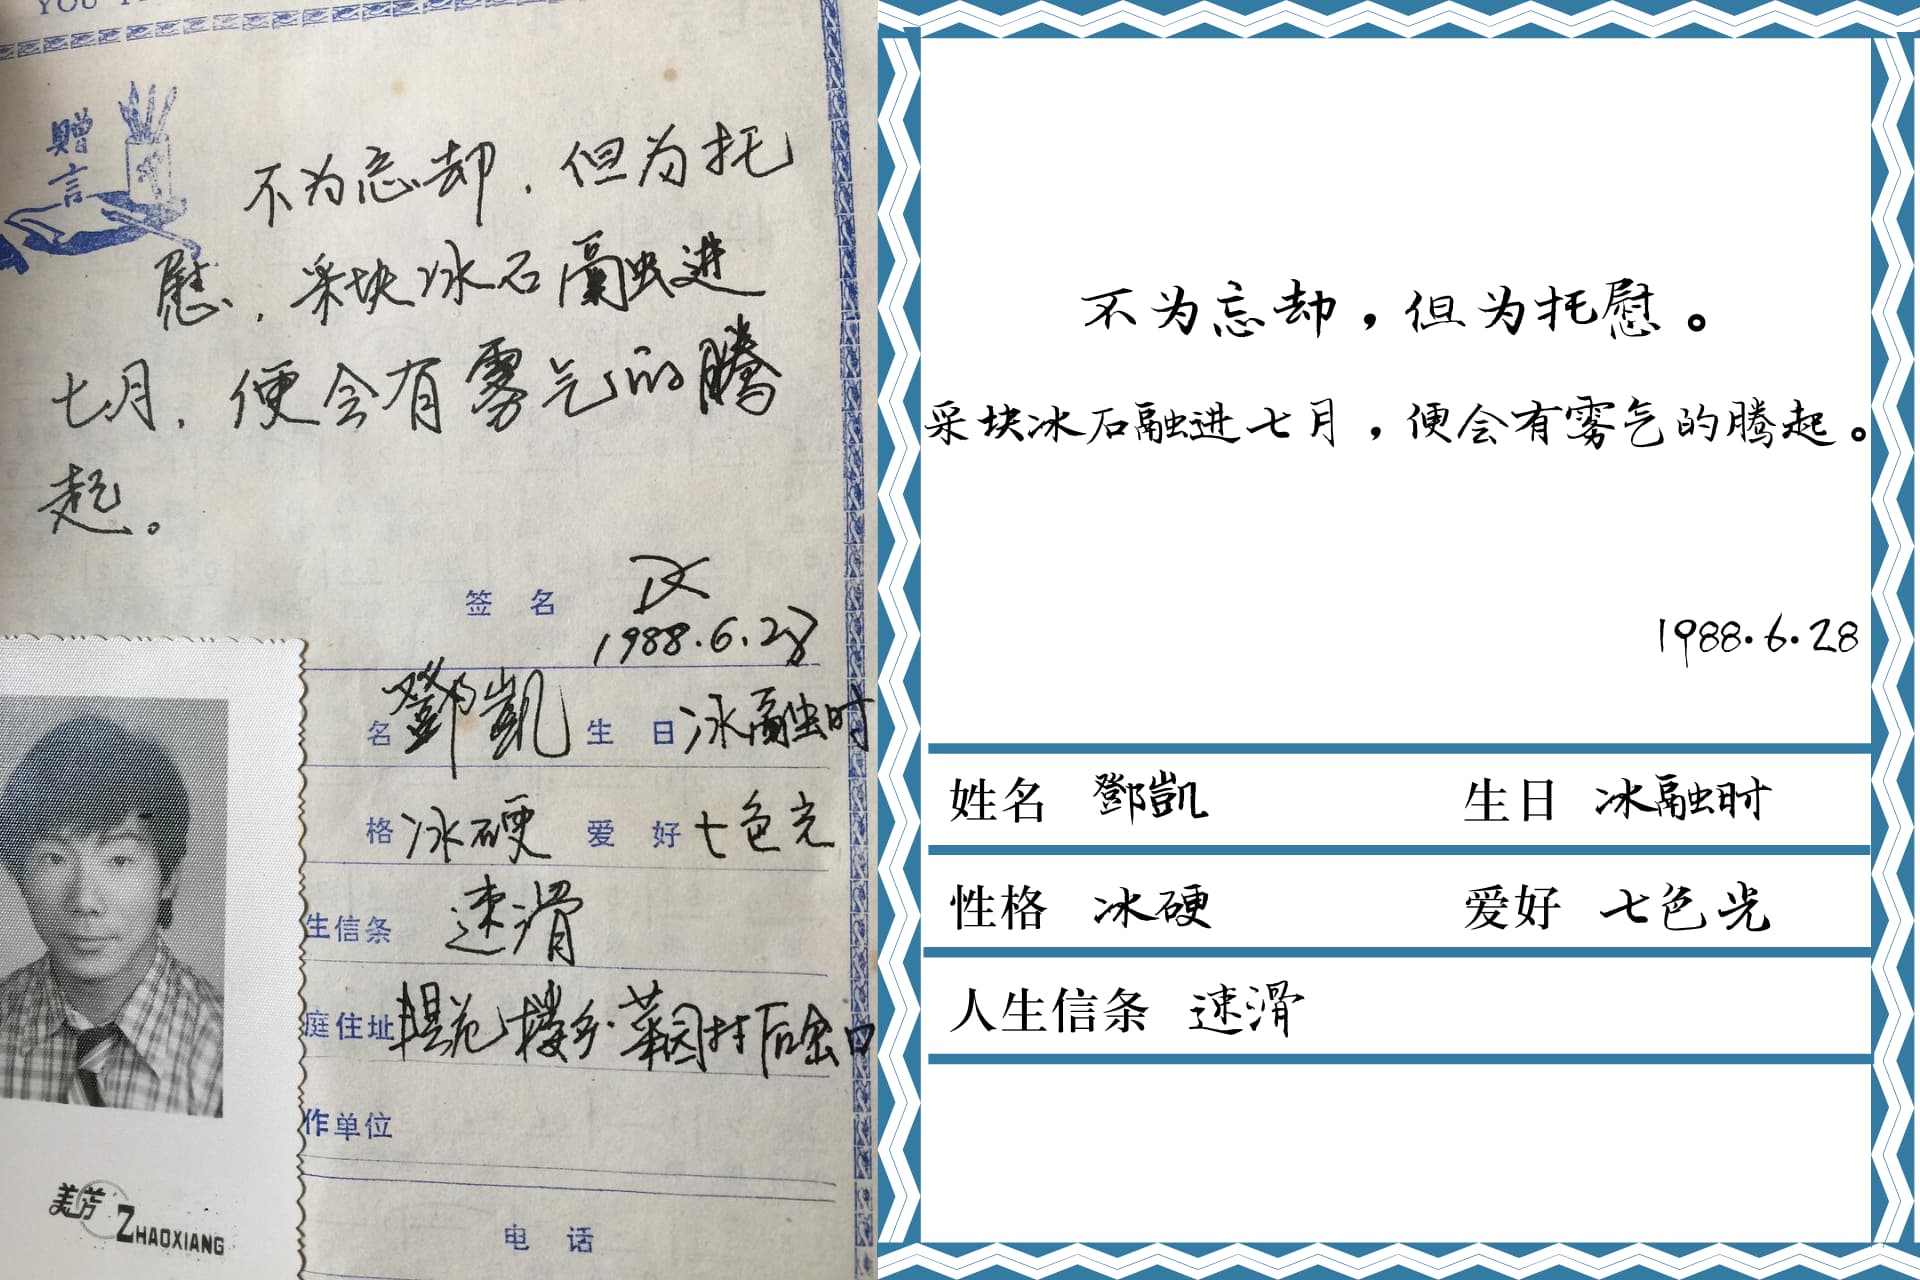 赠言
不为忘却，但为托
慰，采块冰石融进
七月，便会有雾气的腾
起。
签 名
1988.6.28
名 鄧凱 生 日 冰融时
格 冰硬 爱 好 七色光
生信条 速滑
庭住址 楼乡·菜园村后
作单位
电 话
美芳 ZHAOXIANG
不为忘却，但为托慰。
采块冰石融进七月，便会有雾气的腾起。
1988.6.28
姓名 鄧凱 生日 冰融时
性格 冰硬 爱好 七色光
人生信条 速滑